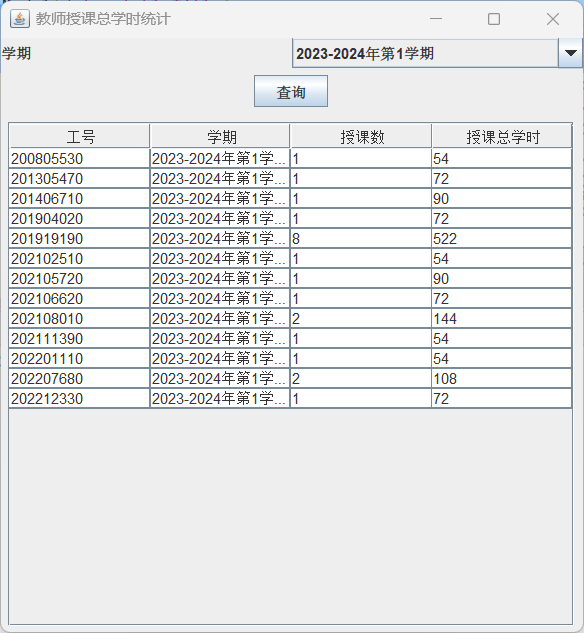 教师授课总学时统计
学期 2023-2024年第1学期
查询
工号 学期 授课数 授课总学时
200805530 2023-2024年第1学... 1 54
201305470 2023-2024年第1学... 1 72
201406710 2023-2024年第1学... 1 90
201904020 2023-2024年第1学... 1 72
201919190 2023-2024年第1学... 8 522
202102510 2023-2024年第1学... 1 54
202105720 2023-2024年第1学... 1 90
202106620 2023-2024年第1学... 1 72
202108010 2023-2024年第1学... 2 144
202111390 2023-2024年第1学... 1 54
202201110 2023-2024年第1学... 1 54
202207680 2023-2024年第1学... 2 108
202212330 2023-2024年第1学... 1 72